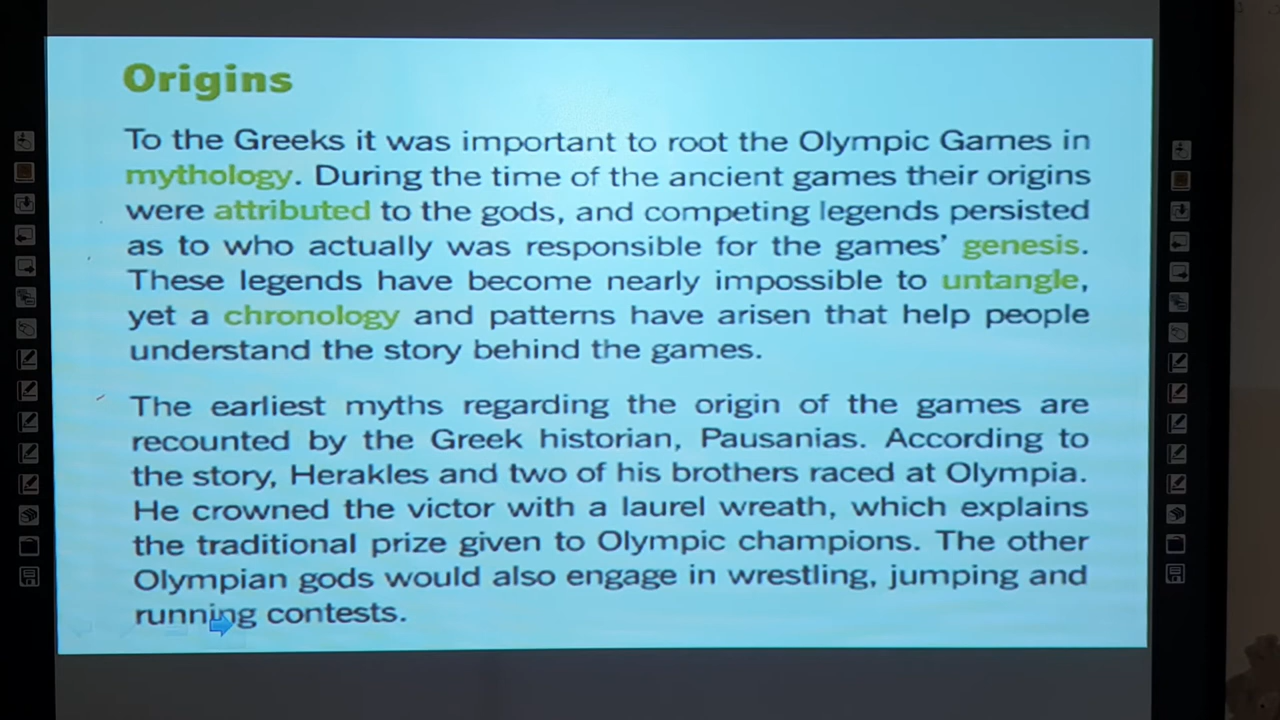 Origins
To the Greeks it was important to root the Olympic Games in
mythology. During the time of the ancient games their origins
were attributed to the gods, and competing legends persisted
as to who actually was responsible for the games’ genesis.
These legends have become nearly impossible to untangle,
yet a chronology and patterns have arisen that help people
understand the story behind the games.
The earliest myths regarding the origin of the games are
recounted by the Greek historian, Pausanias. According to
the story, Herakles and two of his brothers raced at Olympia.
He crowned the victor with a laurel wreath, which explains
the traditional prize given to Olympic champions. The other
Olympian gods would also engage in wrestling, jumping and
running contests.